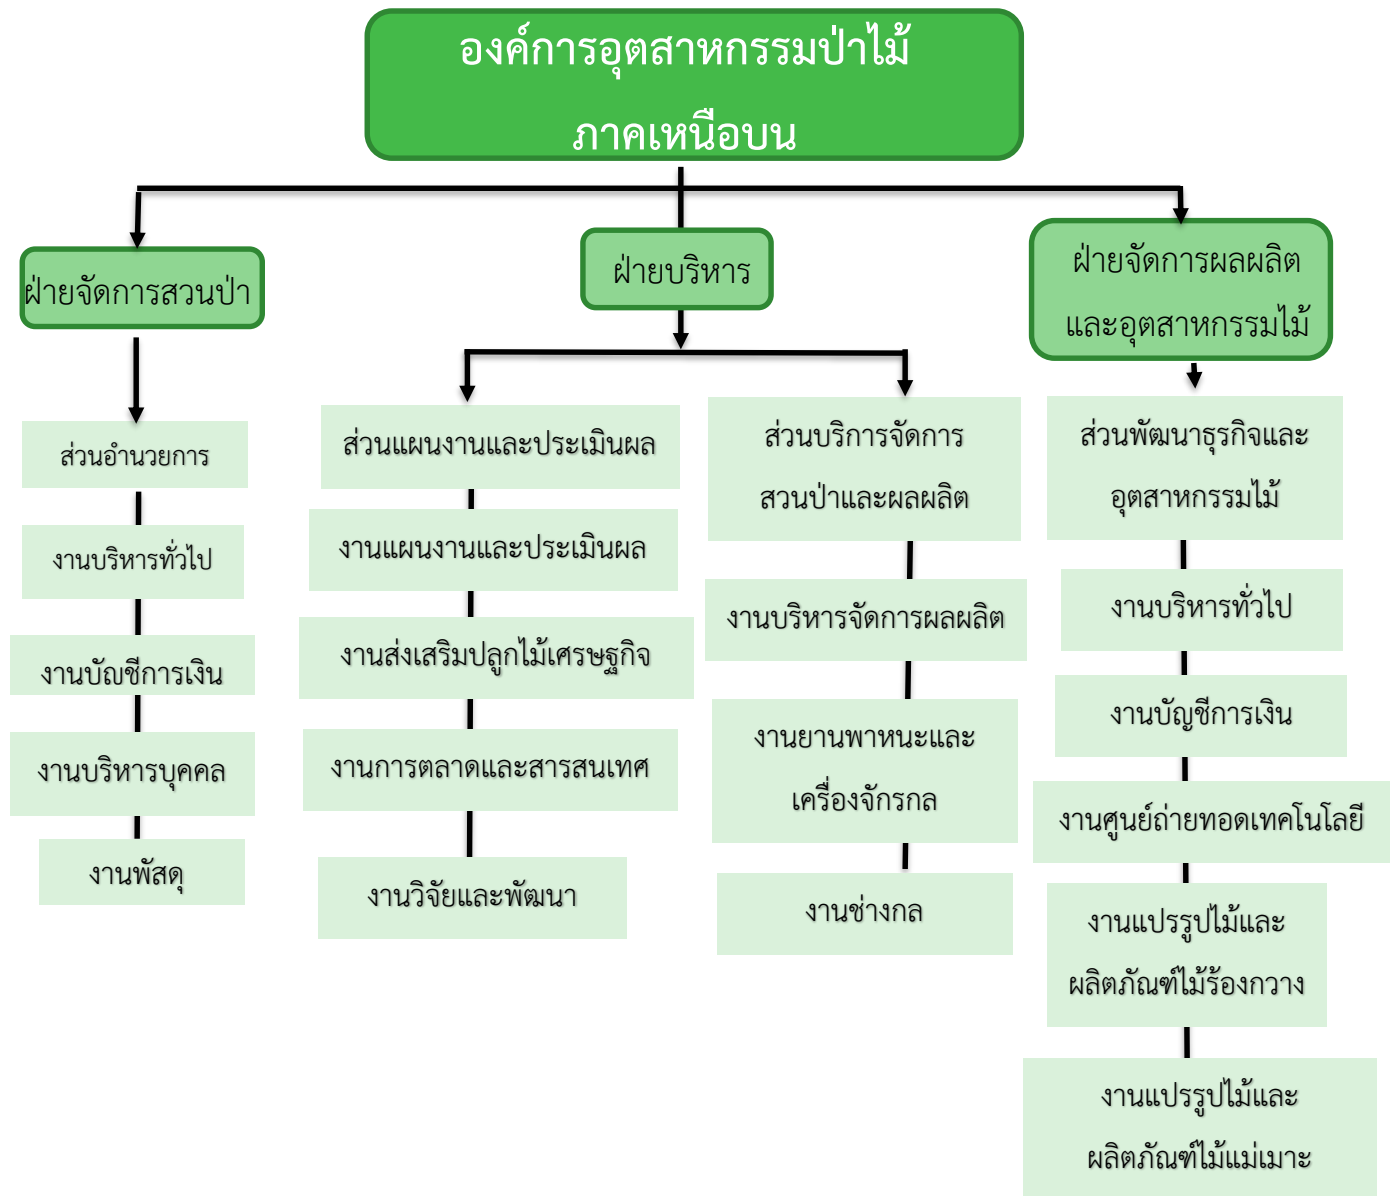 องค์การอุตสาหกรรมป่าไม้
ภาคเหนือบน
ฝ่ายจัดการสวนป่า
ส่วนอำนวยการ
งานบริหารทั่วไป
งานบัญชีการเงิน
งานบริหารบุคคล
งานพัสดุ
ฝ่ายบริหาร
ส่วนแผนงานและประเมินผล
งานแผนงานและประเมินผล
งานส่งเสริมปลูกไม้เศรษฐกิจ
งานการตลาดและสารสนเทศ
งานวิจัยและพัฒนา
ส่วนบริการจัดการ
สวนป่าและผลผลิต
งานบริหารจัดการผลผลิต
งานยานพาหนะและ
เครื่องจักรกล
งานช่างกล
ฝ่ายจัดการผลผลิต
และอุตสาหกรรมไม้
ส่วนพัฒนาธุรกิจและ
อุตสาหกรรมไม้
งานบริหารทั่วไป
งานบัญชีการเงิน
งานศูนย์ถ่ายทอดเทคโนโลยี
งานแปรรูปไม้และ
ผลิตภัณฑ์ไม้ร้องกวาง
งานแปรรูปไม้และ
ผลิตภัณฑ์ไม้แม่เมาะ